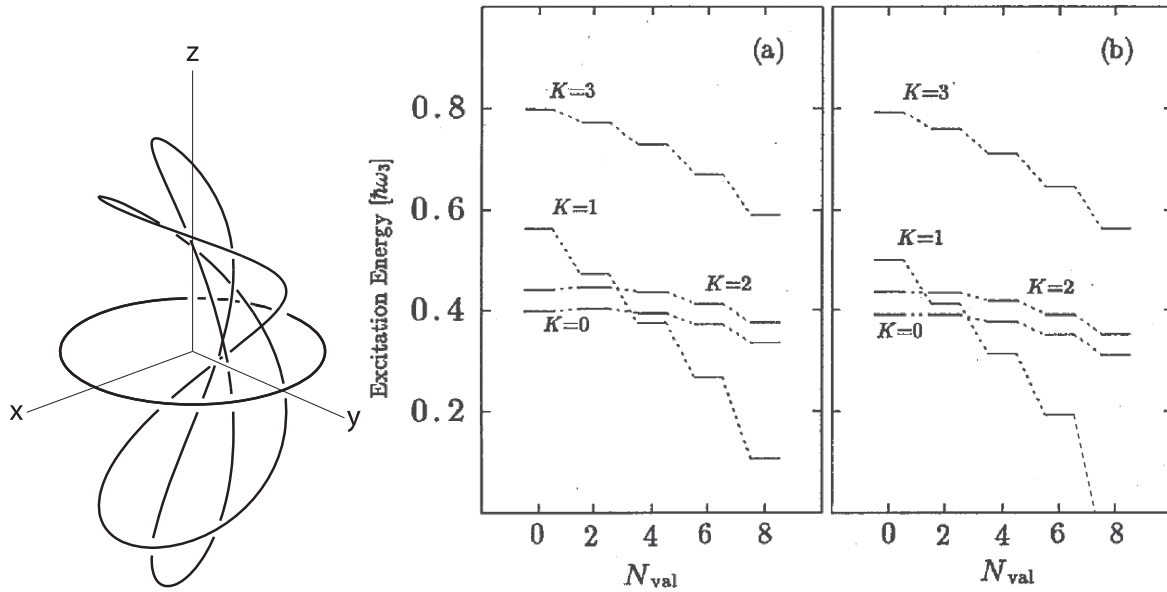 z
x
y
Excitation Energy [ħω₃]
0.8
0.6
0.4
0.2
(a)
K=3
K=1
K=2
K=0
0 2 4 6 8
N_val
(b)
K=3
K=1
K=2
K=0
0 2 4 6 8
N_val